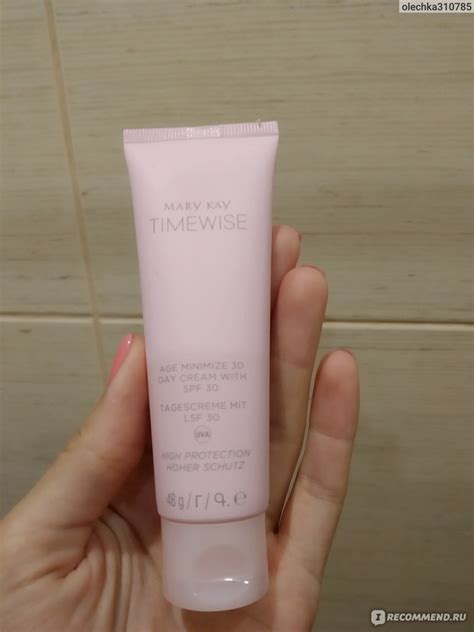 olechka310785
MARY KAY
TIMEWISE
AGE MINIMIZE 3D
DAY CREAM WITH
SPF 30
TAGESCREME MIT
LSF 30
UVA
HIGH PROTECTION
HOHER SCHUTZ
48 g/г/გ. ℮
I RECOMMEND.RU